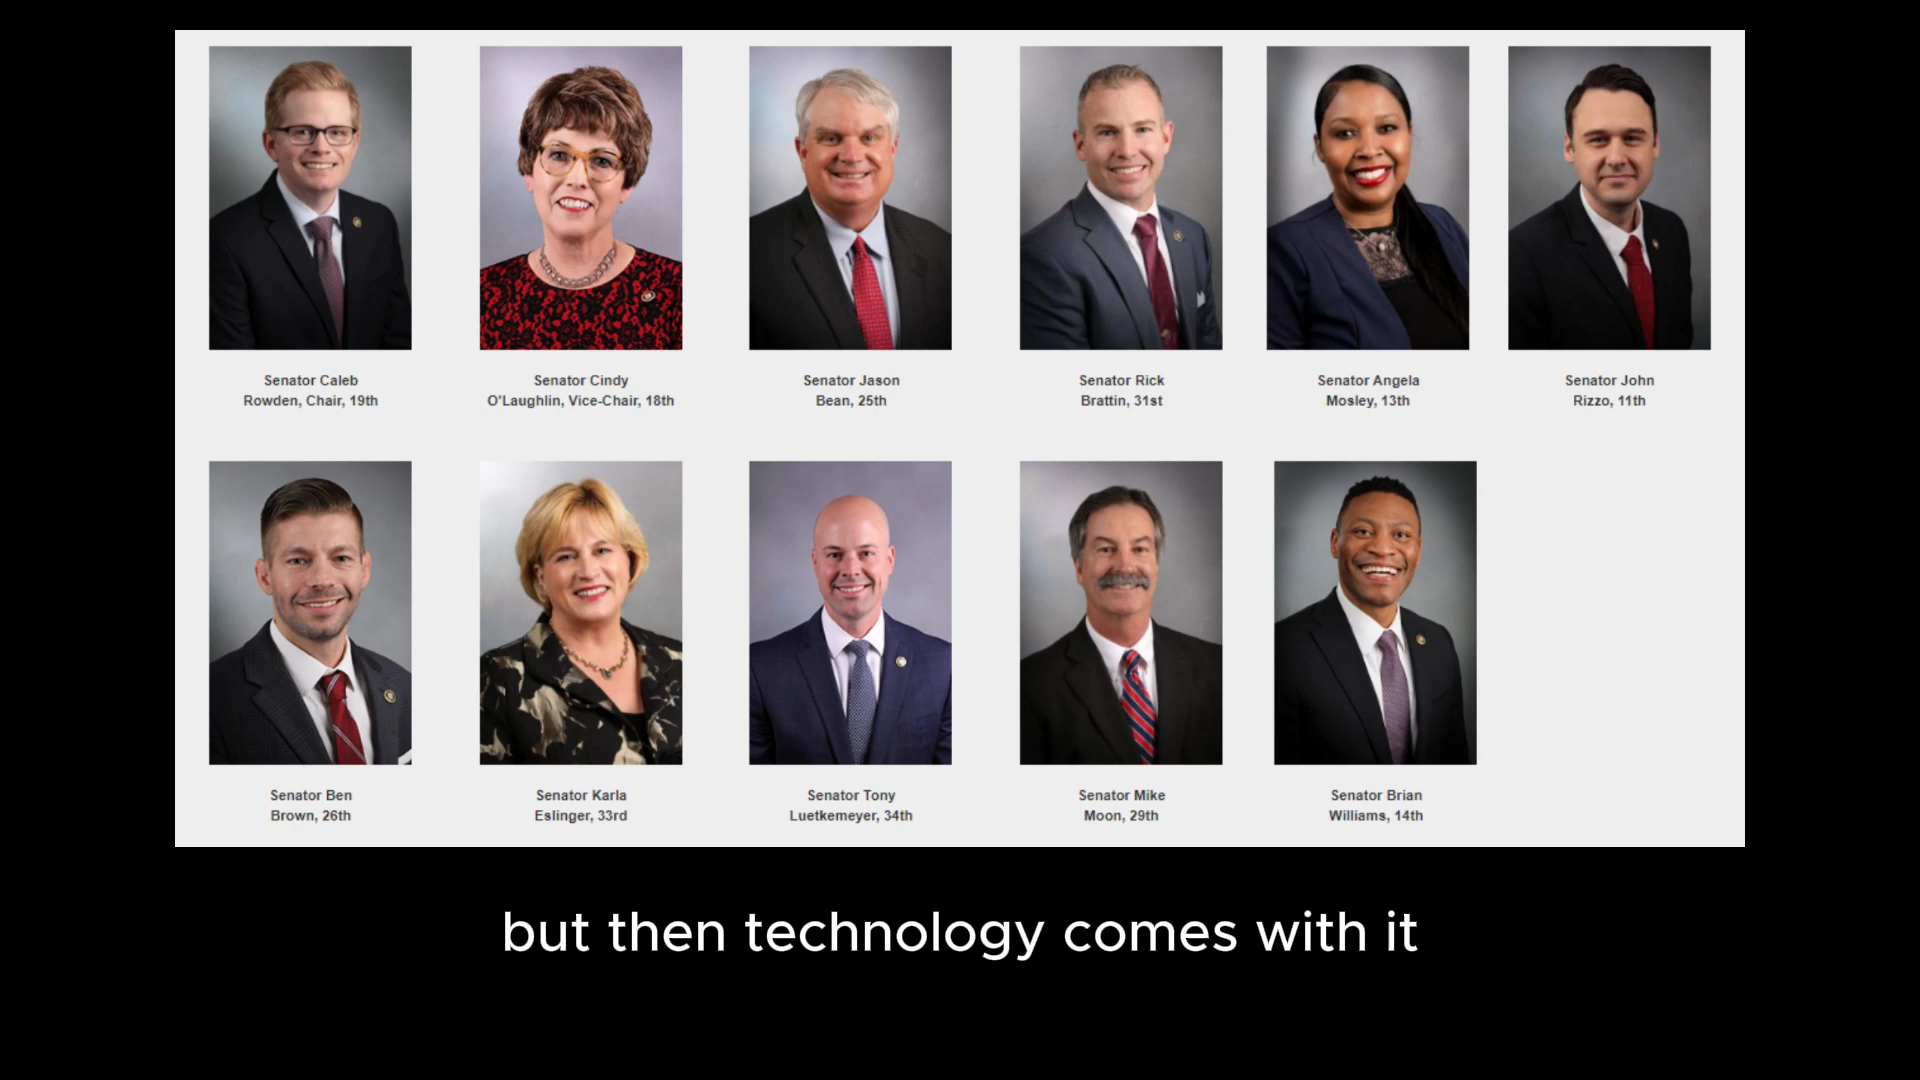 Senator Caleb
Rowden, Chair, 19th
Senator Cindy
O'Laughlin, Vice-Chair, 18th
Senator Jason
Bean, 25th
Senator Rick
Brattin, 31st
Senator Angela
Mosley, 13th
Senator John
Rizzo, 11th
Senator Ben
Brown, 26th
Senator Karla
Eslinger, 33rd
Senator Tony
Luetkemeyer, 34th
Senator Mike
Moon, 29th
Senator Brian
Williams, 14th
but then technology comes with it